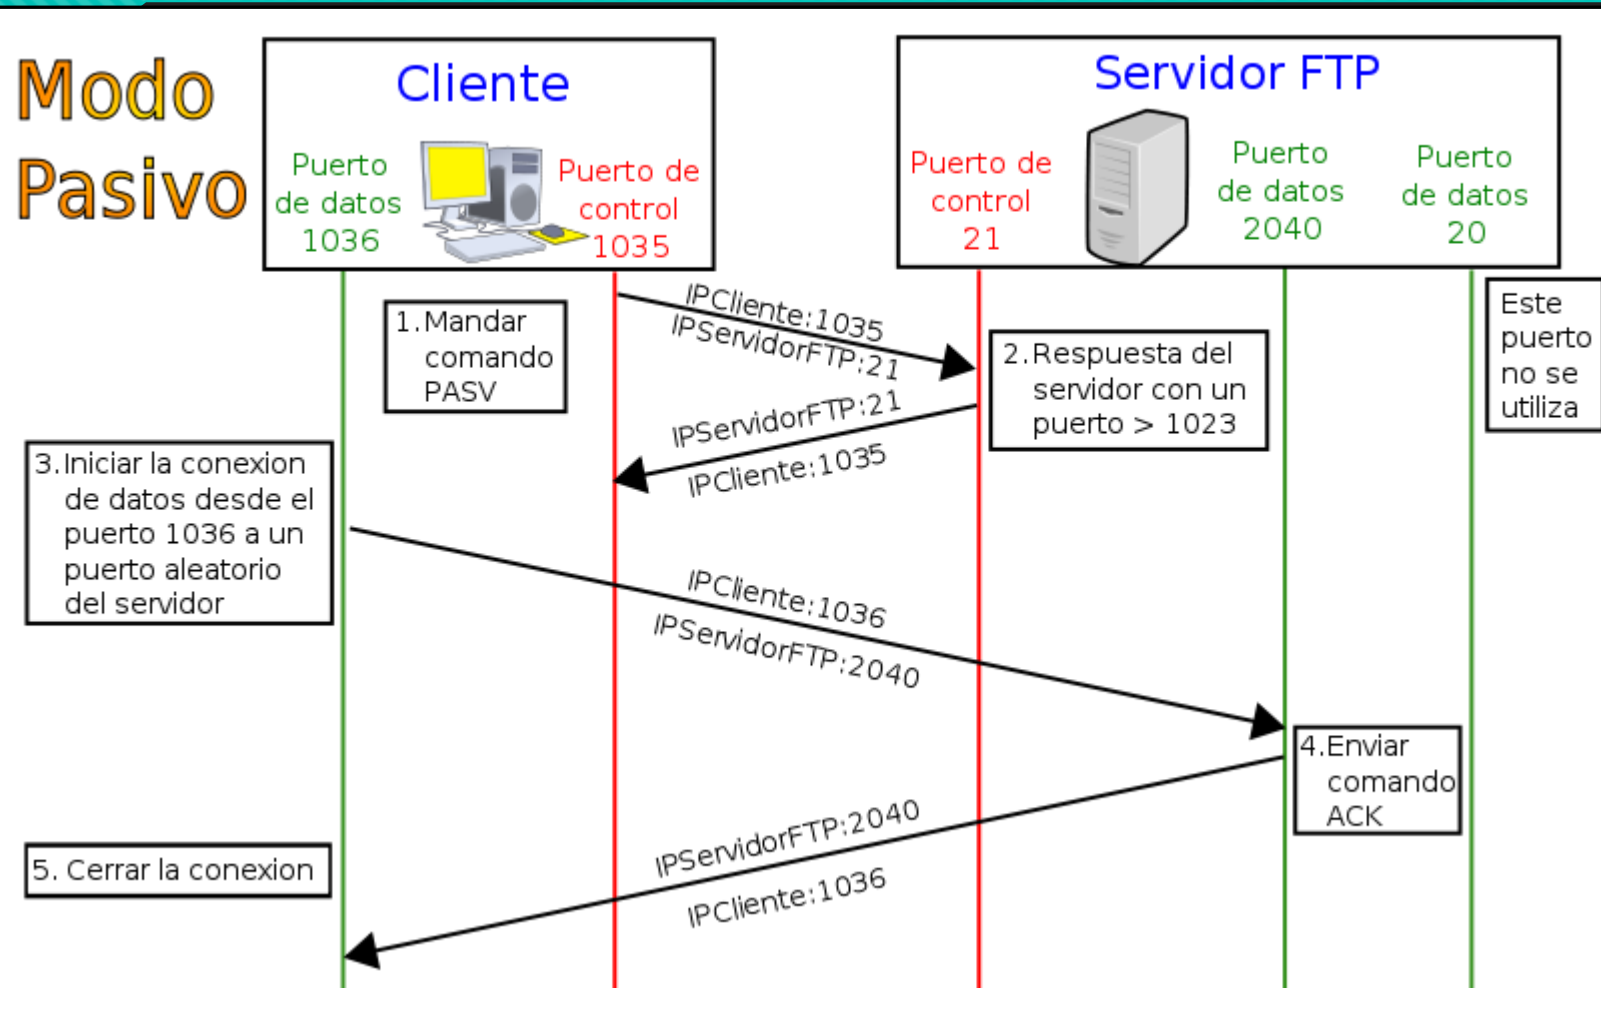 Modo
Pasivo
Cliente
Puerto
de datos
1036
Puerto de
control
1035
Servidor FTP
Puerto de
control
21
Puerto
de datos
2040
Puerto
de datos
20
Este
puerto
no se
utiliza
1.Mandar
comando
PASV
IPCliente:1035
IPServidorFTP:21
2.Respuesta del
servidor con un
puerto > 1023
IPServidorFTP:21
IPCliente:1035
3.Iniciar la conexion
de datos desde el
puerto 1036 a un
puerto aleatorio
del servidor
IPCliente:1036
IPServidorFTP:2040
4.Enviar
comando
ACK
IPServidorFTP:2040
IPCliente:1036
5. Cerrar la conexion